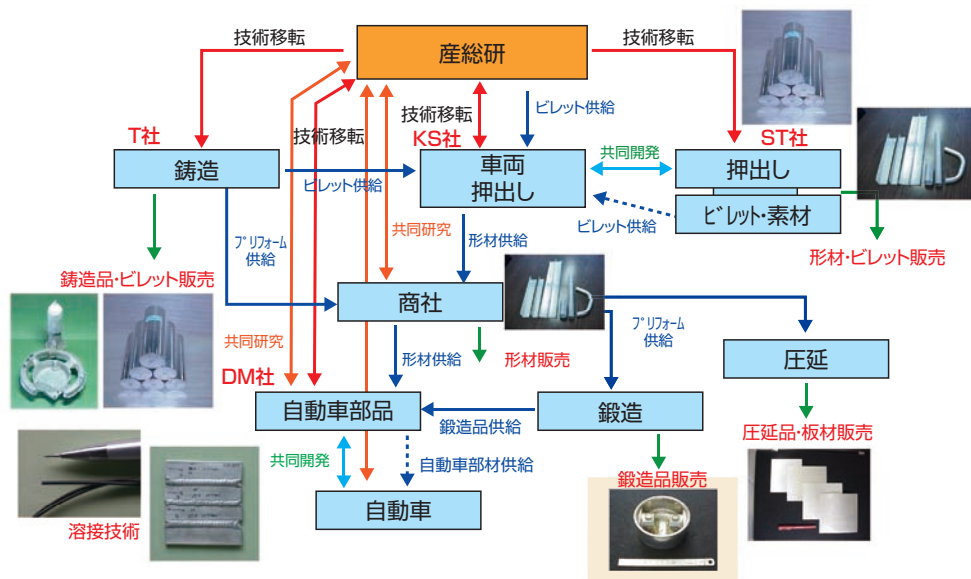 技術移転
産総研
技術移転
技術移転
技術移転
ビレット供給
T社
KS社
ST社
鋳造
ビレット供給
車両
押出し
共同開発
押出し
ビレット・素材
ビレット供給
プリフォーム
供給
共同研究
形材供給
形材・ビレット販売
鋳造品・ビレット販売
商社
プリフォーム
供給
共同研究
形材供給
形材販売
圧延
DM社
自動車部品
鍛造品供給
鍛造
圧延品・板材販売
共同開発
自動車部材供給
鍛造品販売
自動車
溶接技術